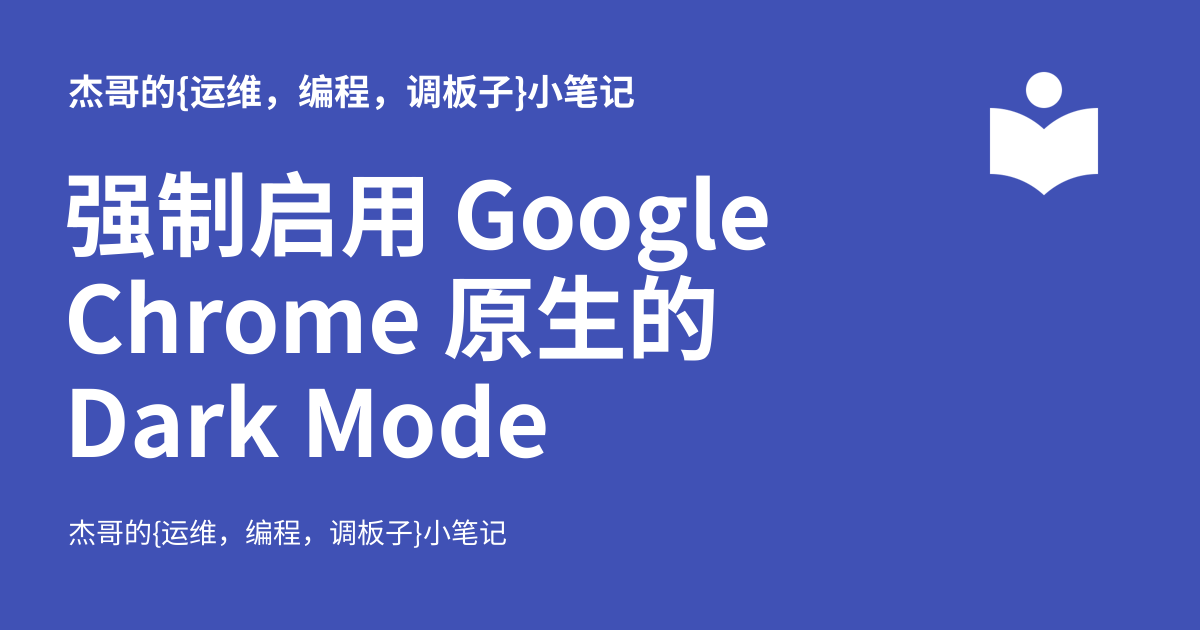 杰哥的{运维，编程，调板子}小笔记
强制启用 Google
Chrome 原生的
Dark Mode
杰哥的{运维，编程，调板子}小笔记